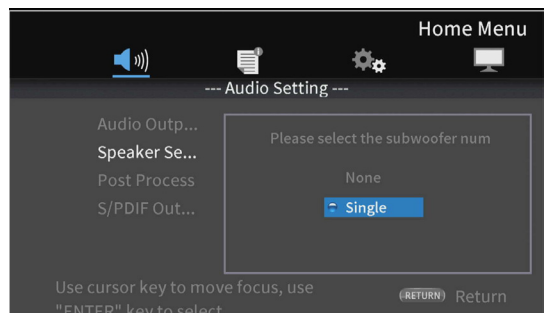 Home Menu
--- Audio Setting ---
Audio Outp...
Speaker Se...
Post Process
S/PDIF Out...
Please select the subwoofer num
None
Single
Use cursor key to move focus, use
"ENTER" key to select
RETURN Return